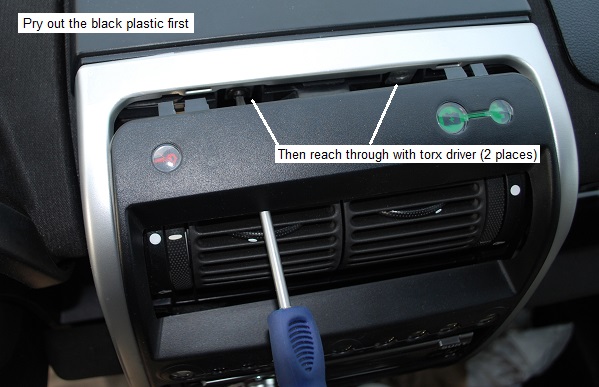 Pry out the black plastic first
Then reach through with torx driver (2 places)